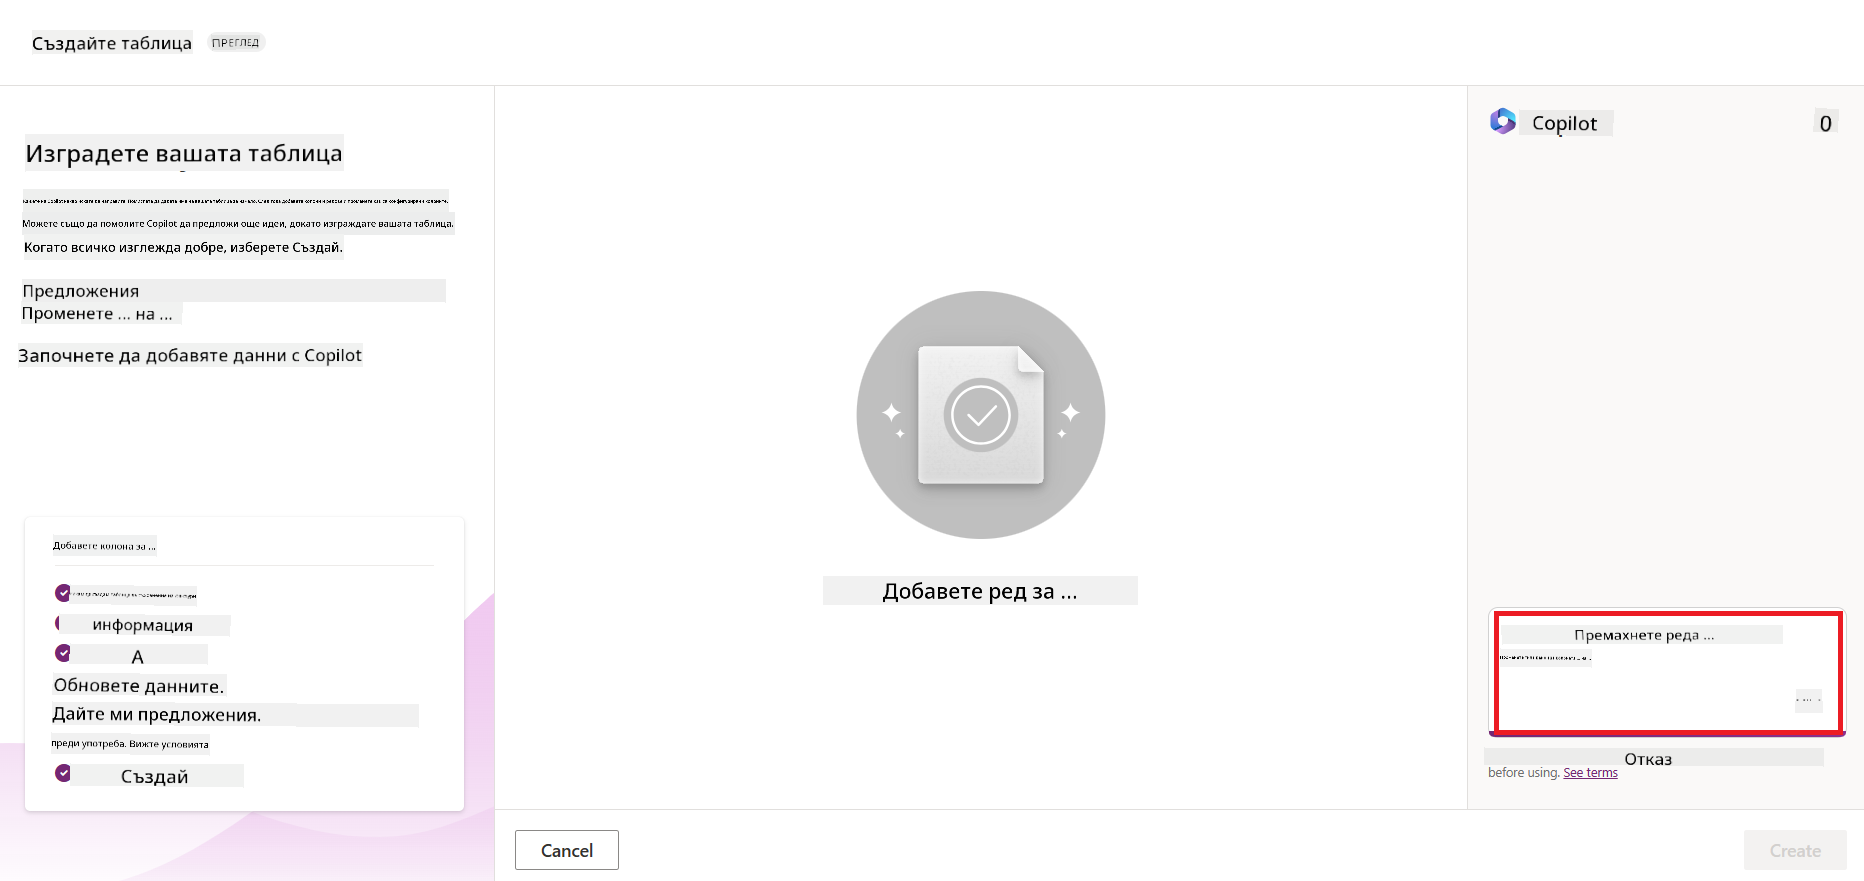 Създайте таблица ПРЕГЛЕД
Изградете вашата таблица
Можете също да помолите Copilot да предложи още идеи, докато изграждате вашата таблица.
Когато всичко изглежда добре, изберете Създай.
Предложения
Променете ... на ...
Започнете да добавяте данни с Copilot
Добавете колона за ...
информация
А
Обновете данните.
Дайте ми предложения.
преди употреба. Вижте условията
Създай
Добавете ред за ...
Cancel
Copilot 0
Премахнете реда ...
Отказ
before using. See terms
Create